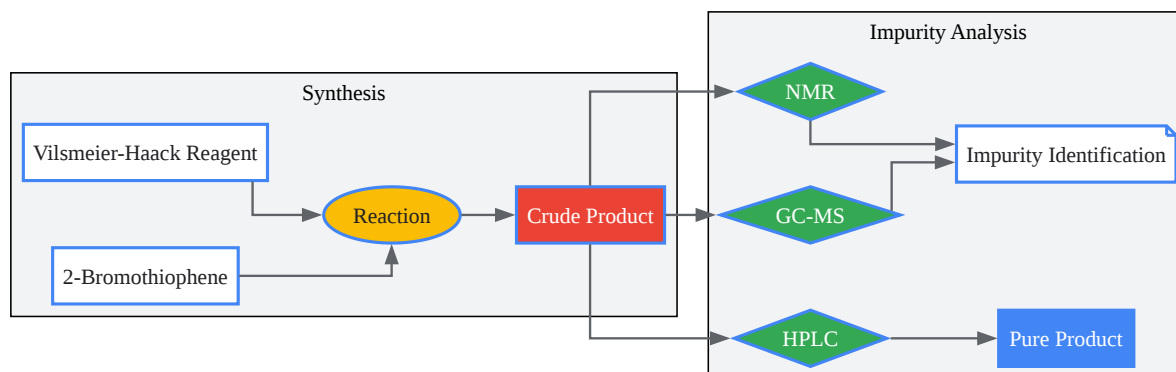 Impurity Analysis
Synthesis
NMR
Vilsmeier-Haack Reagent
Impurity Identification
Reaction
Crude Product
GC-MS
2-Bromothiophene
HPLC
Pure Product